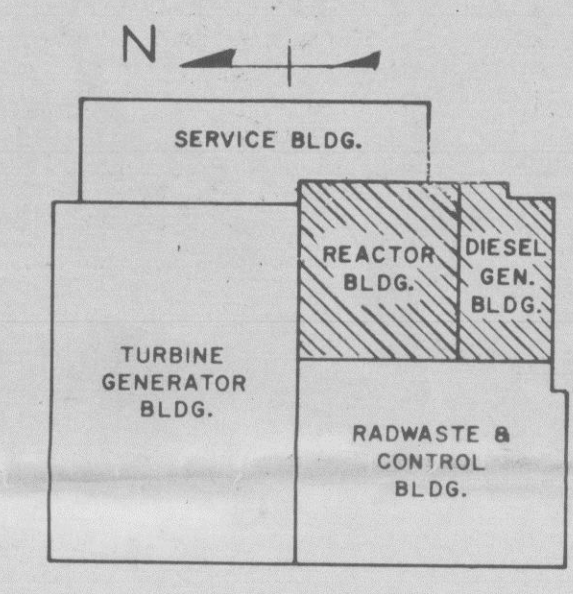 N
SERVICE BLDG.
REACTOR
BLDG.
DIESEL
GEN.
BLDG.
TURBINE
GENERATOR
BLDG.
RADWASTE &
CONTROL
BLDG.